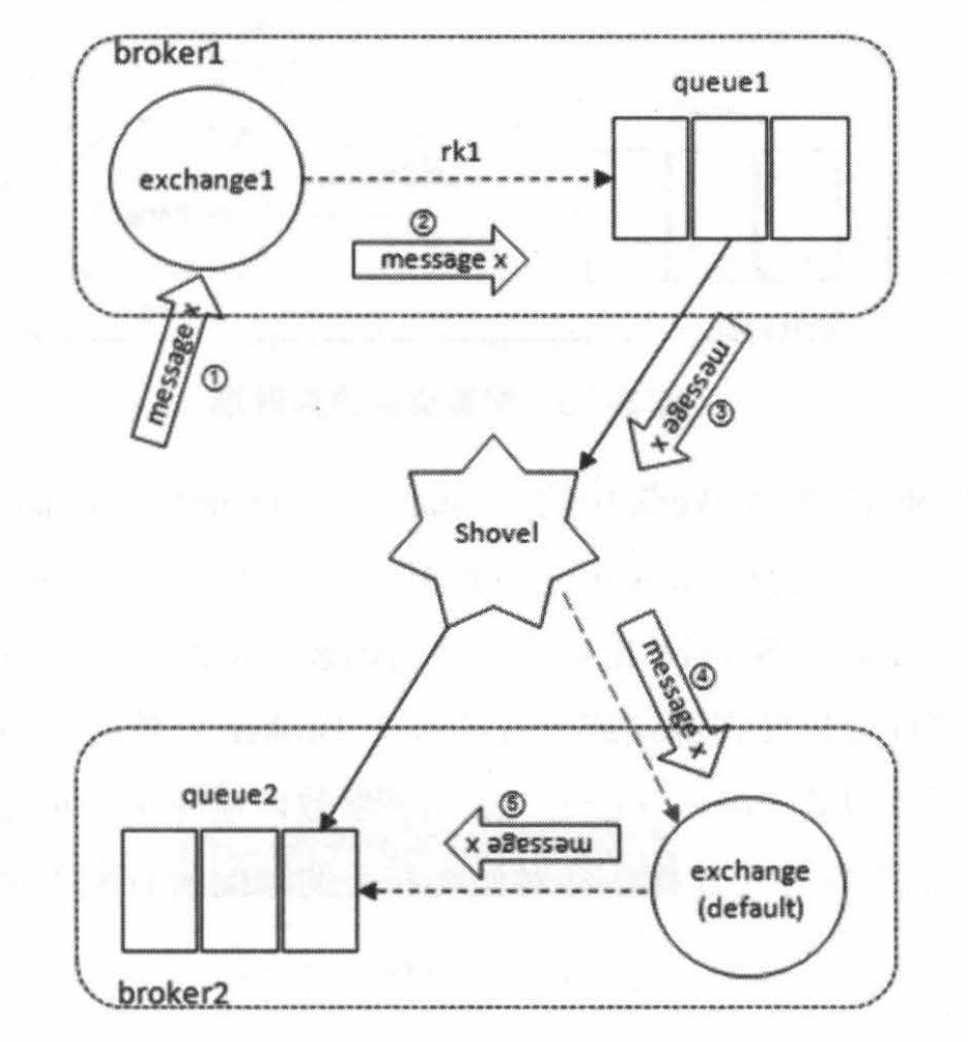 broker1
queue1
exchange1
rk1
②
message x
message x
①
message x
③
Shovel
message x
④
queue2
⑤
message x
exchange
(default)
broker2